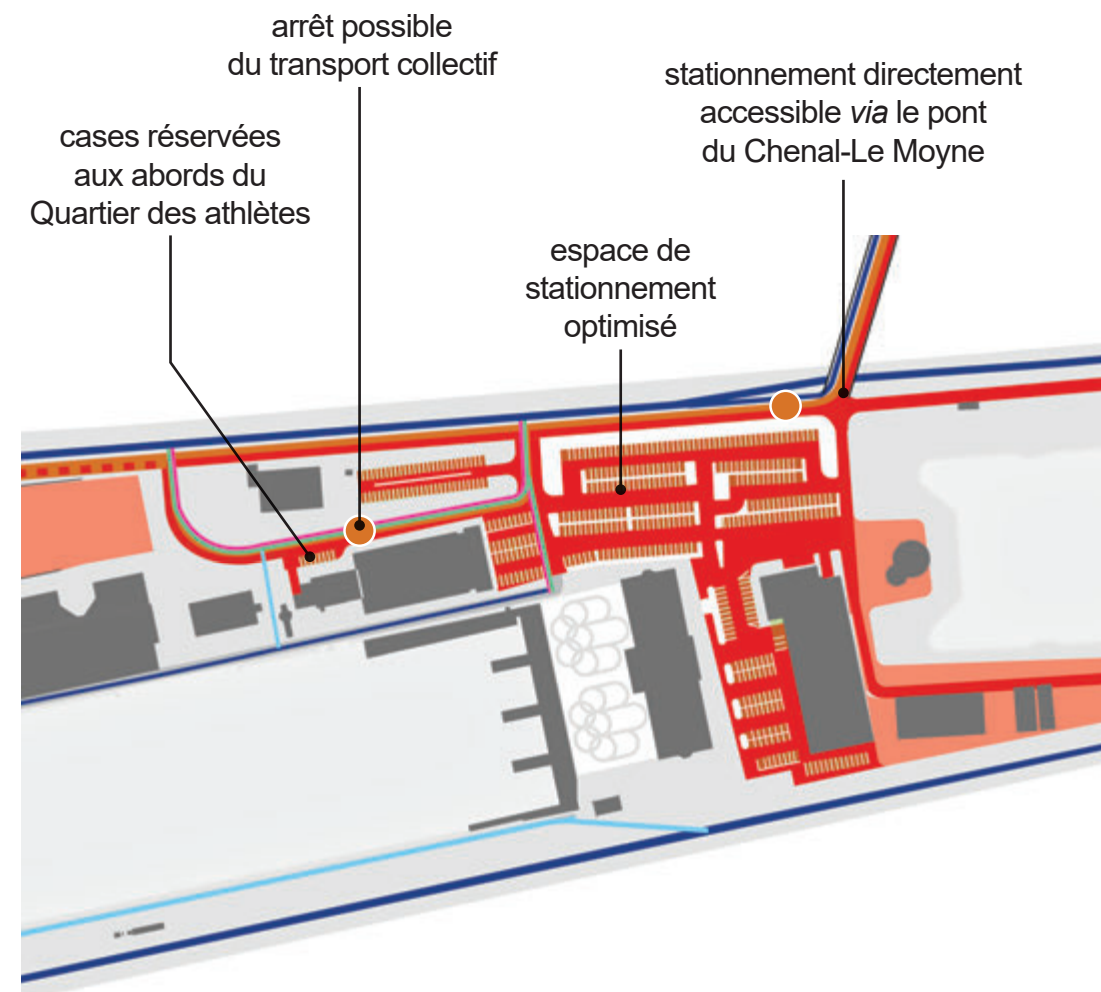 arrêt possible
du transport collectif
stationnement directement
accessible via le pont
du Chenal-Le Moyne
cases réservées
aux abords du
Quartier des athlètes
espace de
stationnement
optimisé